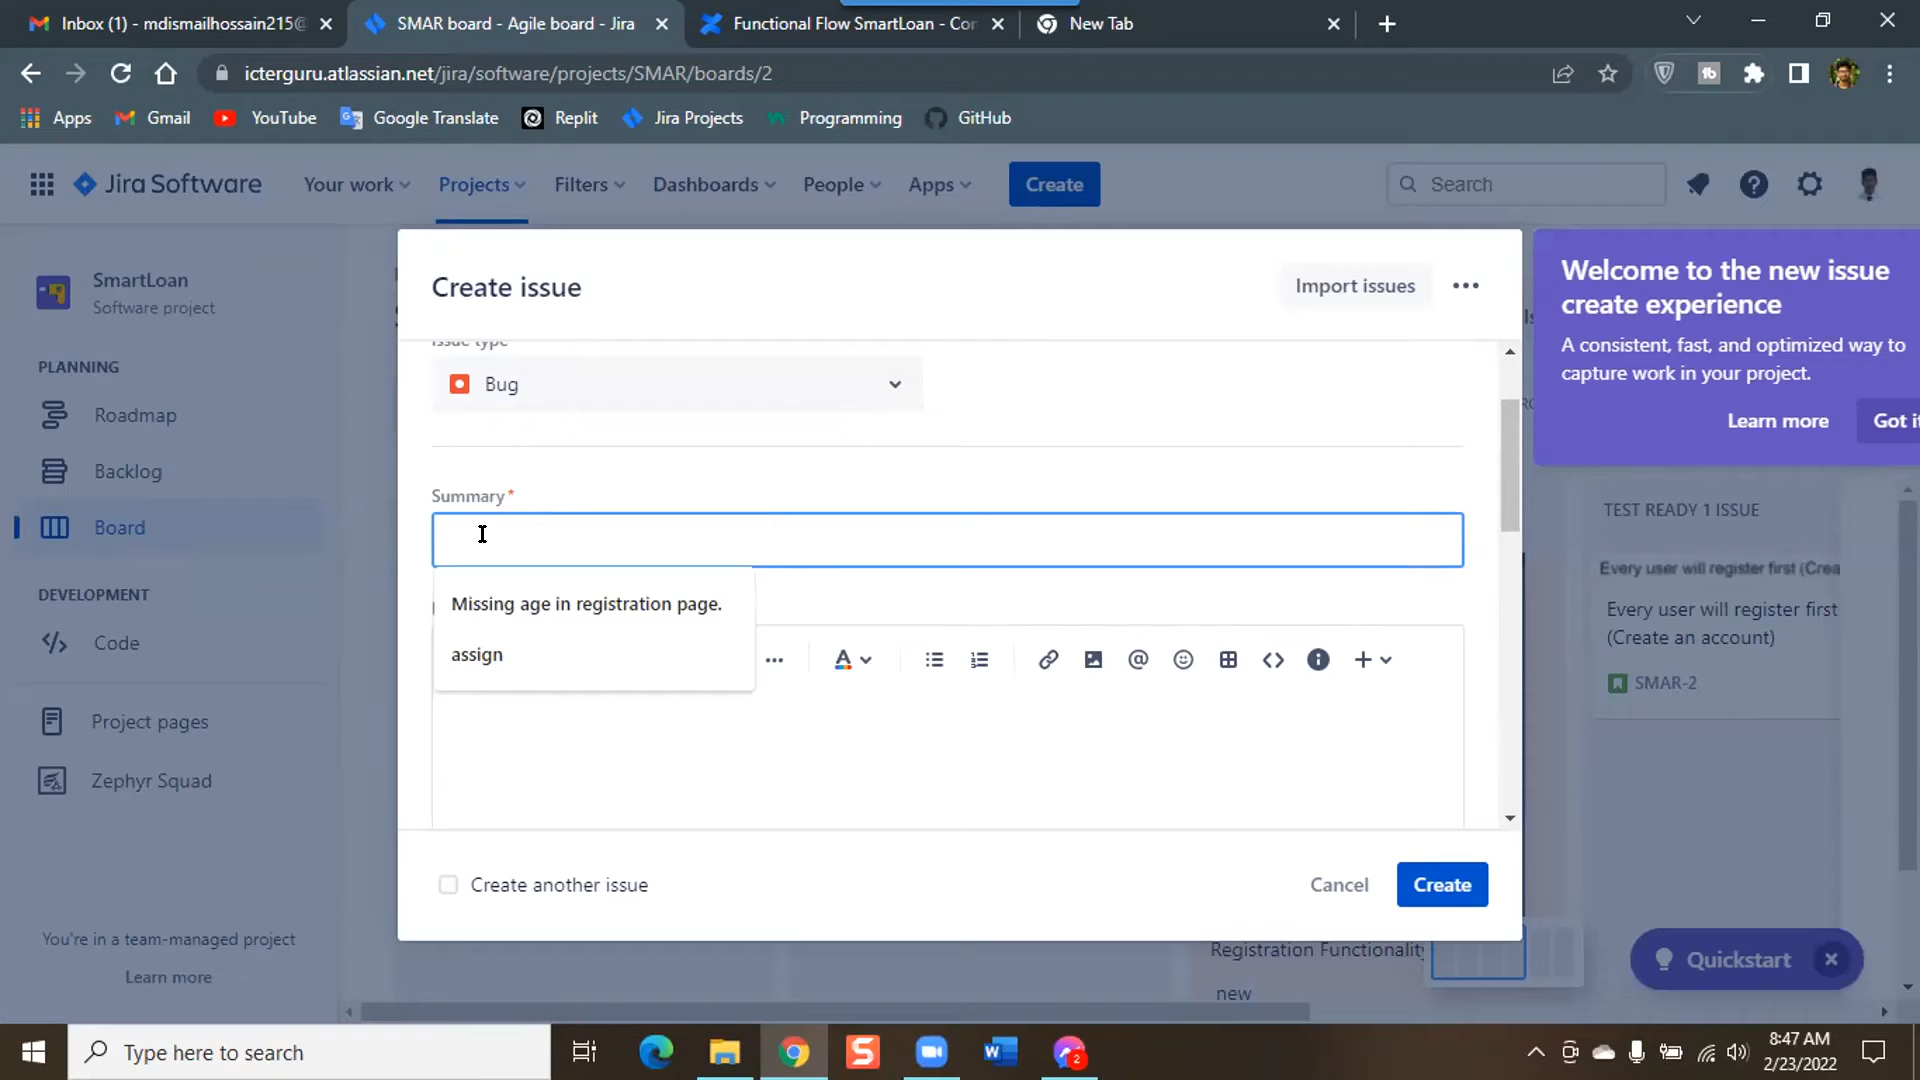 Inbox (1) - mdismailhossain215@
SMAR board - Agile board - Jira
Functional Flow SmartLoan - Con
New Tab
icterguru.atlassian.net/jira/software/projects/SMAR/boards/2
Apps
Gmail
YouTube
Google Translate
Replit
Jira Projects
Programming
GitHub
Jira Software
Your work
Projects
Filters
Dashboards
People
Apps
Create
Search
SmartLoan
Software project
PLANNING
Roadmap
Backlog
Board
DEVELOPMENT
Code
Project pages
Zephyr Squad
You're in a team-managed project
Learn more
Create issue
Import issues
Issue type
Bug
Summary*
Missing age in registration page.
assign
Create another issue
Cancel
Create
Welcome to the new issue
create experience
A consistent, fast, and optimized way to
capture work in your project.
Learn more
Got it
TEST READY 1 ISSUE
Every user will register first (Crea
Every user will register first
(Create an account)
SMAR-2
Registration Functionality
new
Quickstart
Type here to search
2
8:47 AM
2/23/2022